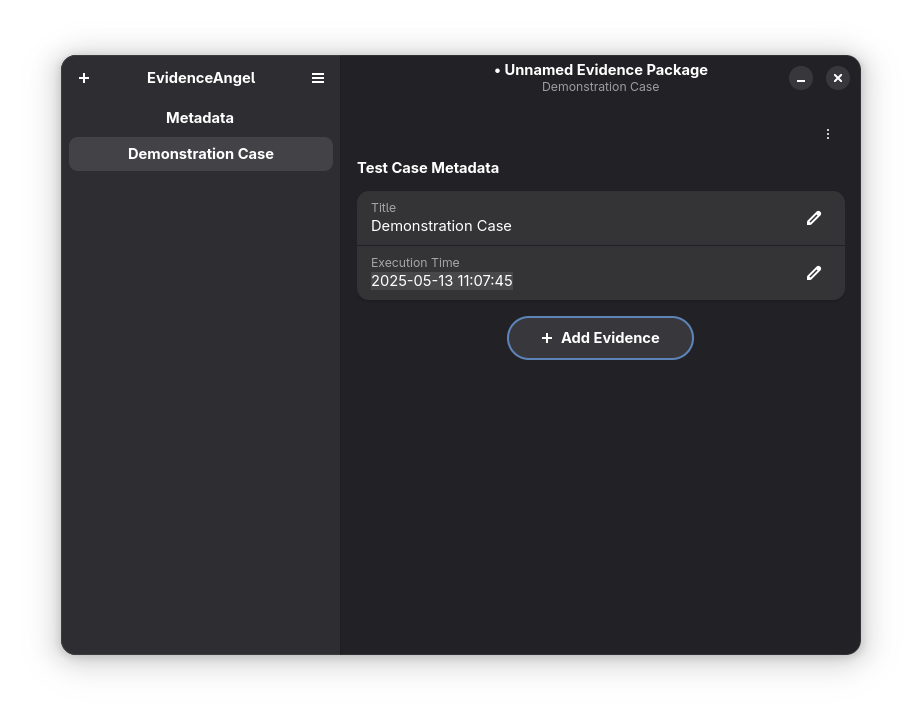 EvidenceAngel
Metadata
Demonstration Case
• Unnamed Evidence Package
Demonstration Case
Test Case Metadata
Title
Demonstration Case
Execution Time
2025-05-13 11:07:45
Add Evidence